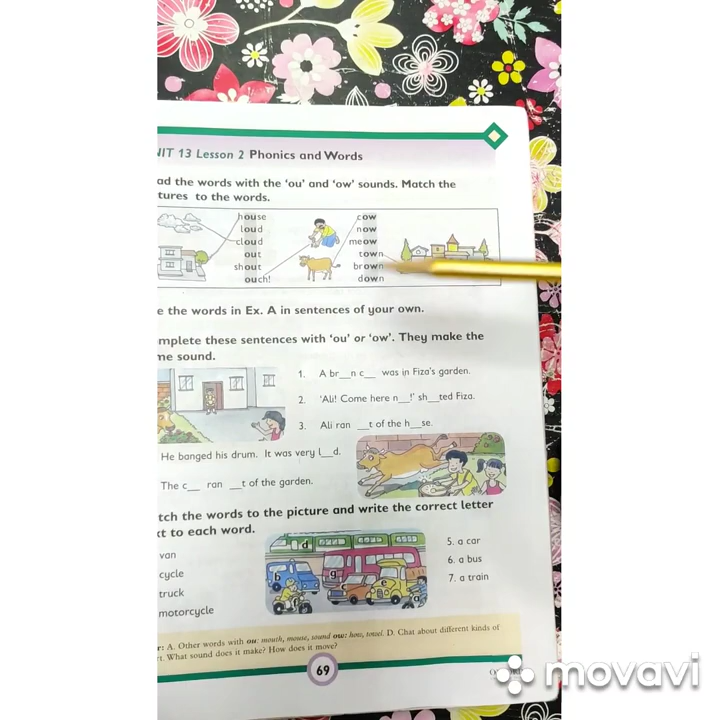 UNIT 13 Lesson 2 Phonics and Words
ad the words with the 'ou' and 'ow' sounds. Match the
tures to the words.
house
loud
cloud
out
shout
ouch!
cow
now
meow
town
brown
down
e the words in Ex. A in sentences of your own.
mplete these sentences with 'ou' or 'ow'. They make the
me sound.
1. A br__n c__ was in Fiza's garden.
2. 'Ali! Come here n__!' sh__ted Fiza.
3. Ali ran __t of the h__se.
He banged his drum. It was very l__d.
The c__ ran __t of the garden.
tch the words to the picture and write the correct letter
xt to each word.
van
cycle
truck
motorcycle
d
b
g
c
e
f
5. a car
6. a bus
7. a train
r: A. Other words with ou: mouth, mouse, sound ow: how, towel. D. Chat about different kinds of
rt. What sound does it make? How does it move?
69
movavi